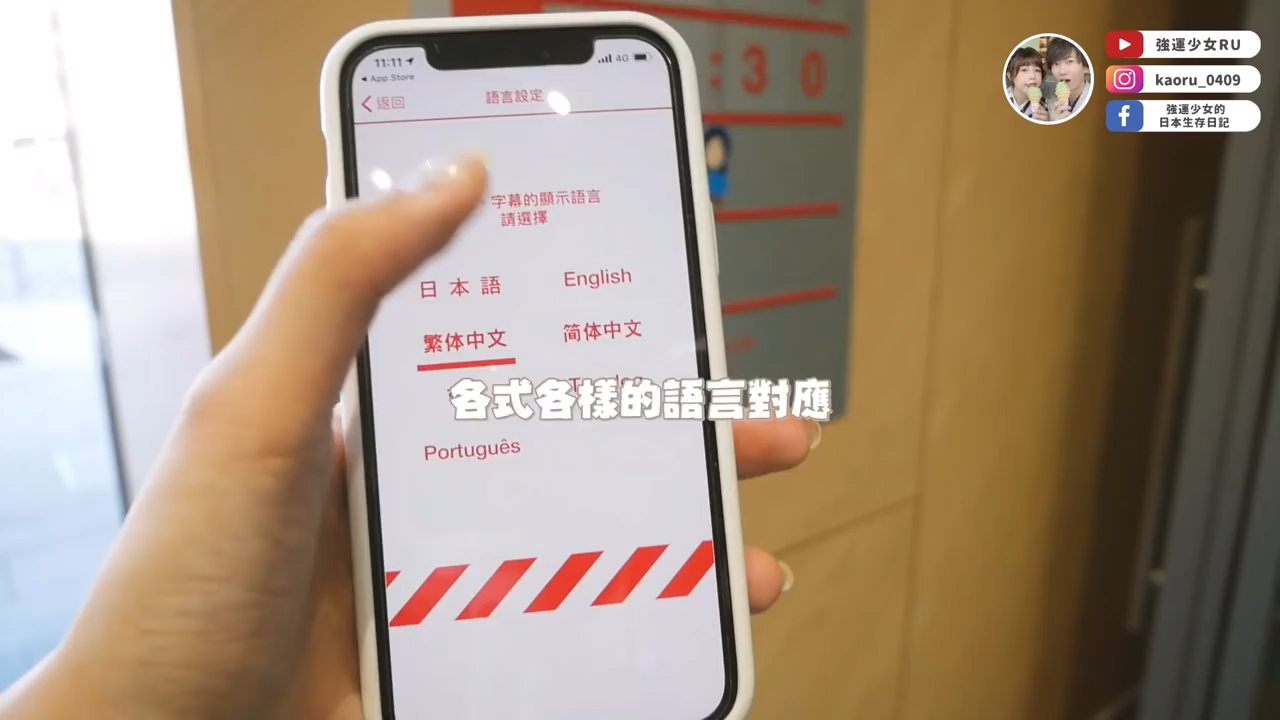 11:11
4G
App Store
返回
語言設定
字幕的顯示語言
請選擇
日本語
English
繁体中文
简体中文
各式各樣的語言對應
Português
:30
強運少女RU
kaoru_0409
強運少女的
日本生存日記